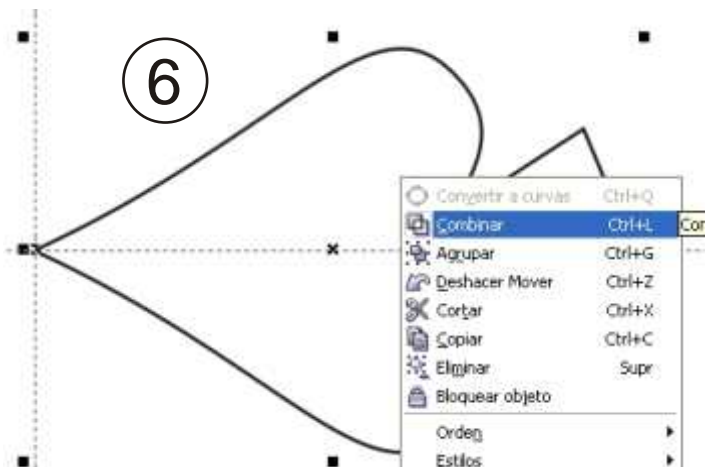 6
Convertir a curvas Ctrl+Q
Combinar Ctrl+L
Agrupar Ctrl+G
Deshacer Mover Ctrl+Z
Cortar Ctrl+X
Copiar Ctrl+C
Eliminar Supr
Bloquear objeto
Orden
Estilos